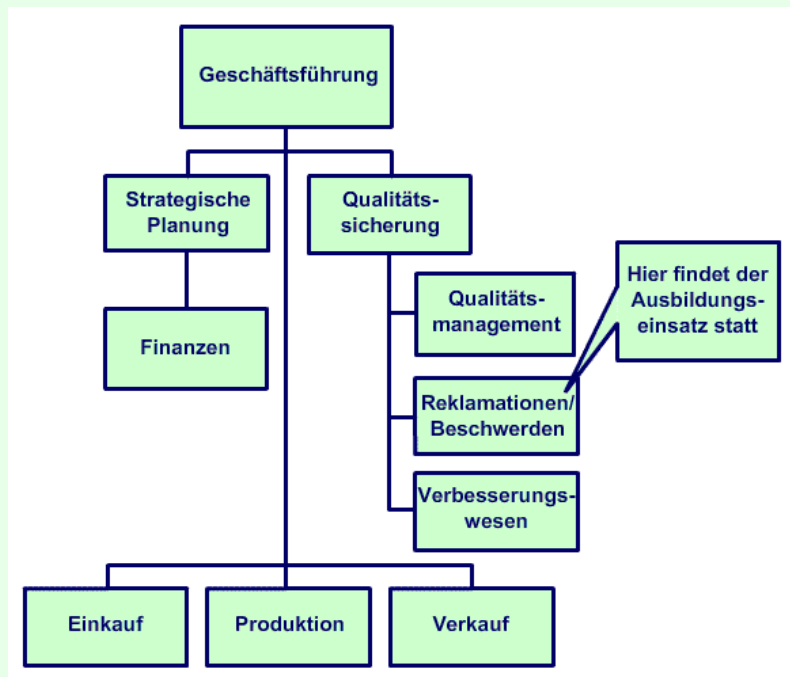 Geschäftsführung
Strategische
Planung
Qualitäts-
sicherung
Hier findet der
Ausbildungs-
einsatz statt
Qualitäts-
management
Finanzen
Reklamationen/
Beschwerden
Verbesserungs-
wesen
Einkauf
Produktion
Verkauf